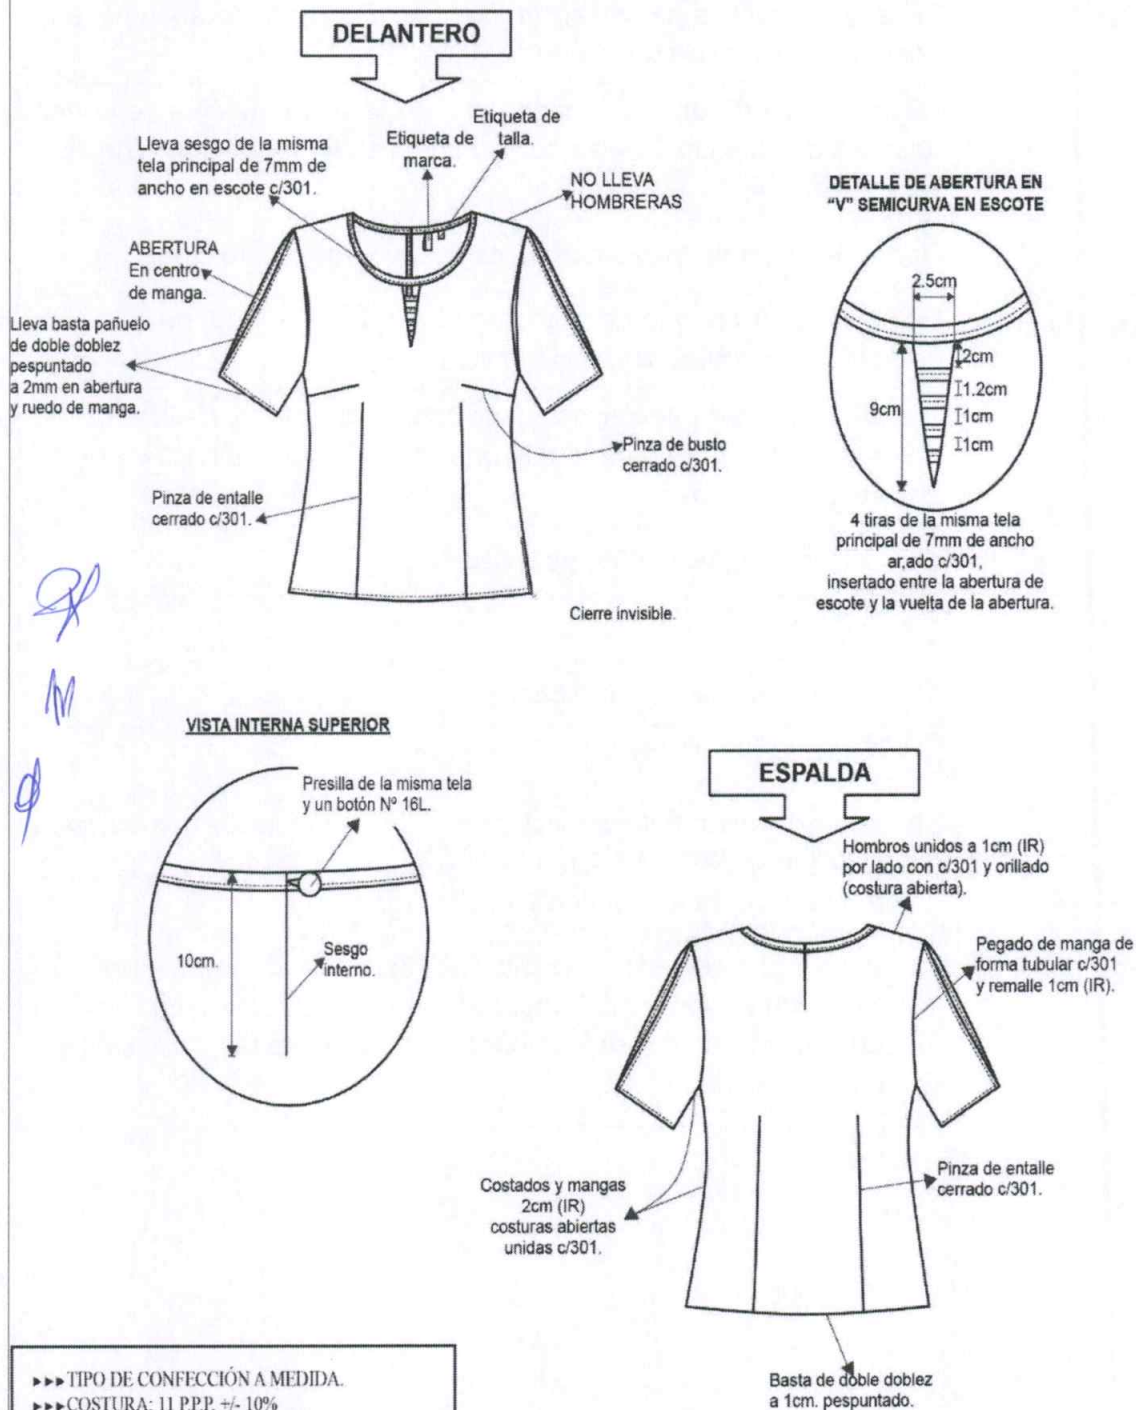 DELANTERO
Lleva sesgo de la misma
tela principal de 7mm de
ancho en escote c/301.
Etiqueta de
marca.
Etiqueta de
talla.
NO LLEVA
HOMBRERAS
ABERTURA
En centro
de manga.
Lleva basta pañuelo
de doble doblez
pespuntado
a 2mm en abertura
y ruedo de manga.
Pinza de busto
cerrado c/301.
Pinza de entalle
cerrado c/301.
Cierre invisible.
DETALLE DE ABERTURA EN
“V” SEMICURVA EN ESCOTE
2.5cm
2cm
1.2cm
9cm
1cm
1cm
4 tiras de la misma tela
principal de 7mm de ancho
ar,ado c/301,
insertado entre la abertura de
escote y la vuelta de la abertura.
VISTA INTERNA SUPERIOR
Presilla de la misma tela
y un botón Nº 16L.
10cm.
Sesgo
interno.
ESPALDA
Hombros unidos a 1cm (IR)
por lado con c/301 y orillado
(costura abierta).
Pegado de manga de
forma tubular c/301
y remalle 1cm (IR).
Costados y mangas
2cm (IR)
costuras abiertas
unidas c/301.
Pinza de entalle
cerrado c/301.
Basta de doble doblez
a 1cm. pespuntado.
►►►TIPO DE CONFECCIÓN A MEDIDA.
►►►COSTURA: 11 P.P.P. +/- 10%